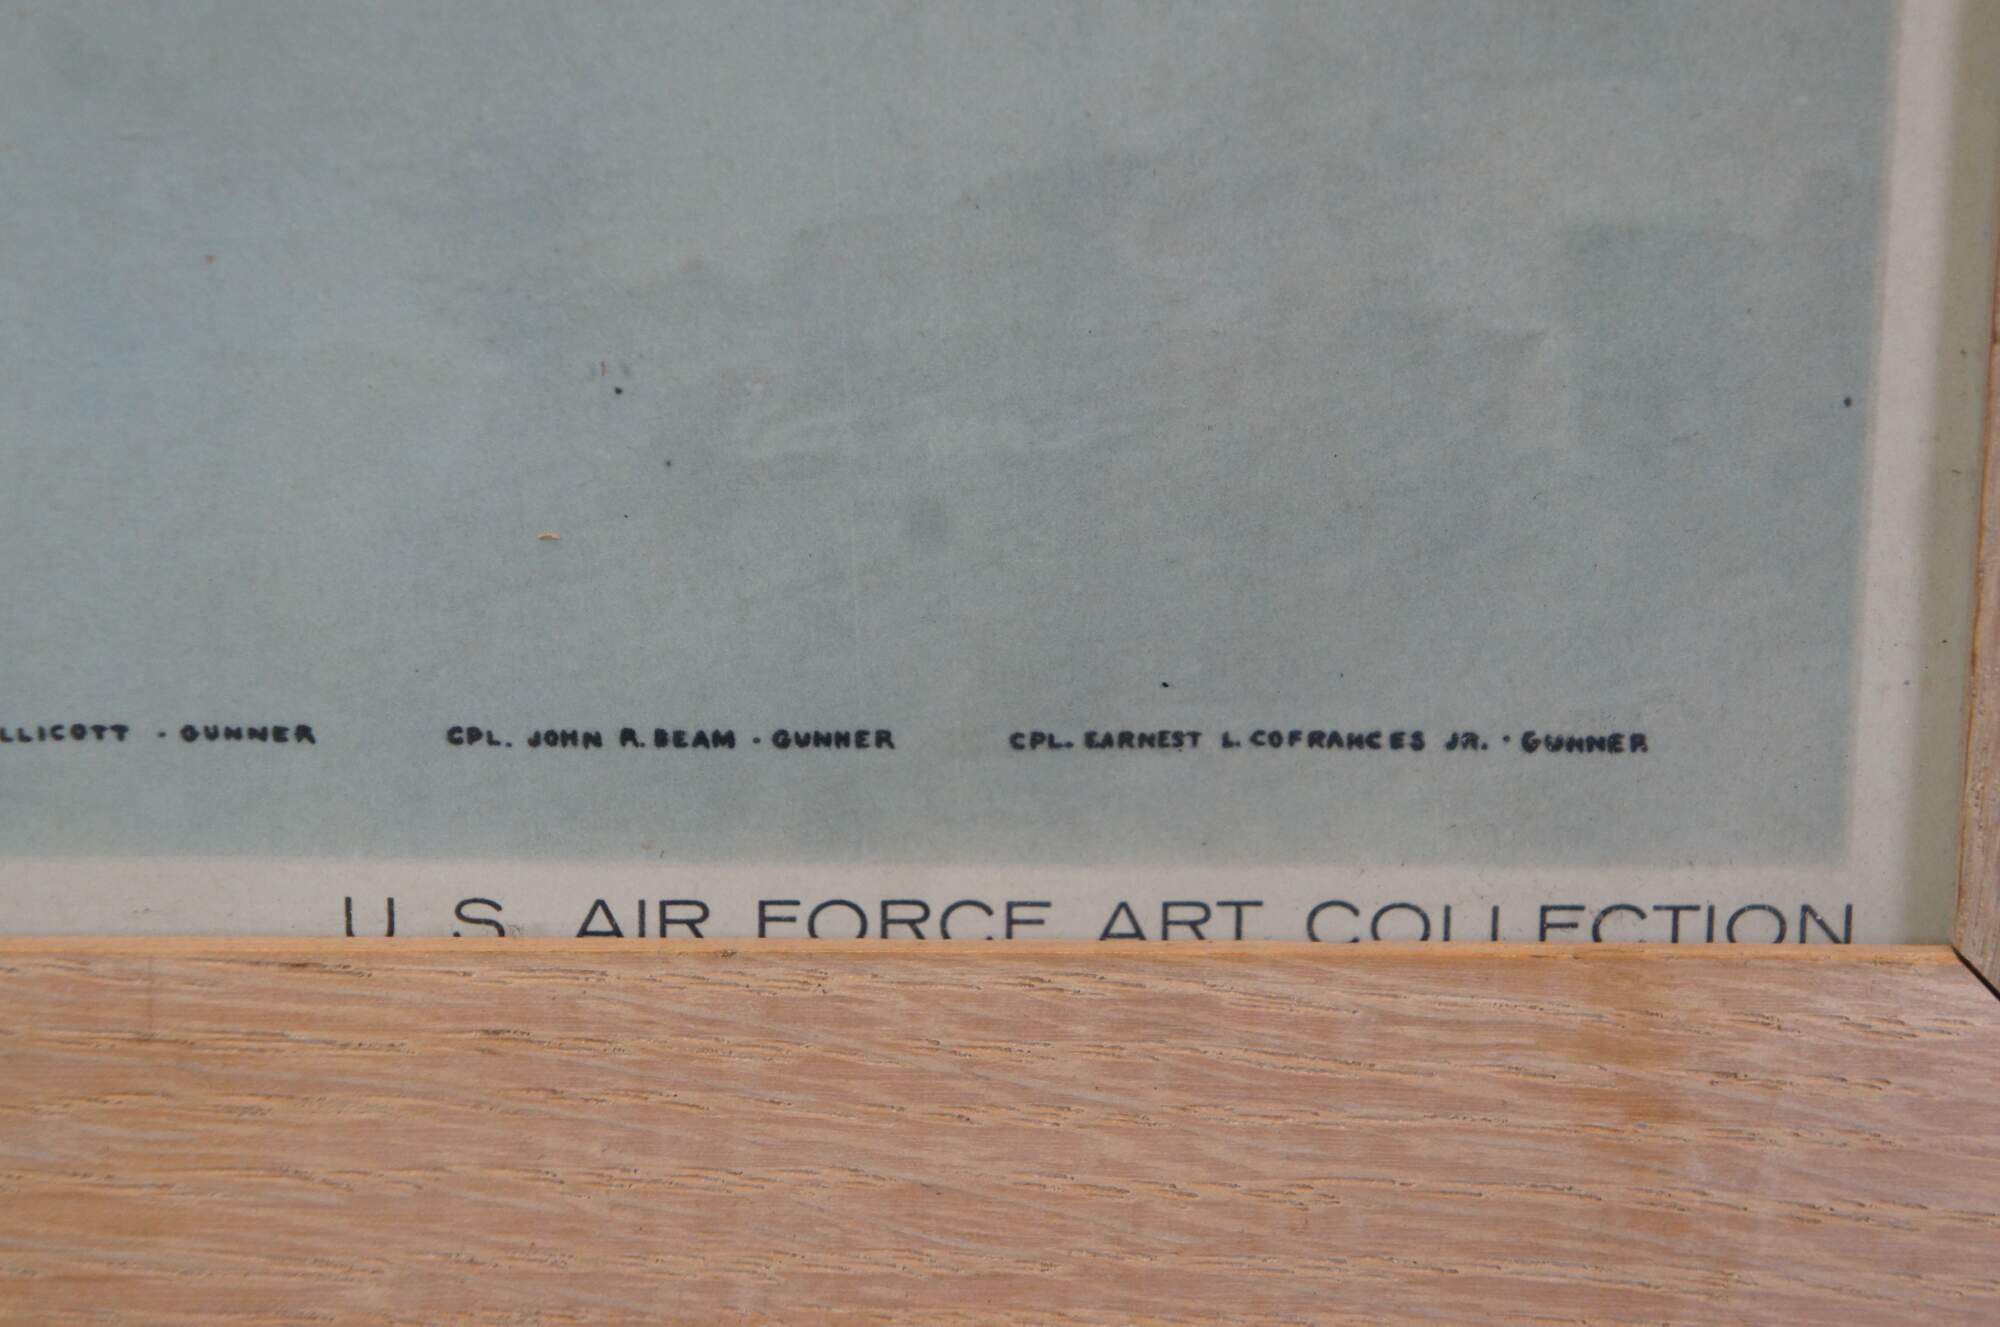 LLICOTT · GUNNER CPL. JOHN R. BEAM · GUNNER CPL. EARNEST L. COFRANCES JR. · GUNNER
U.S. AIR FORCE ART COLLECTION